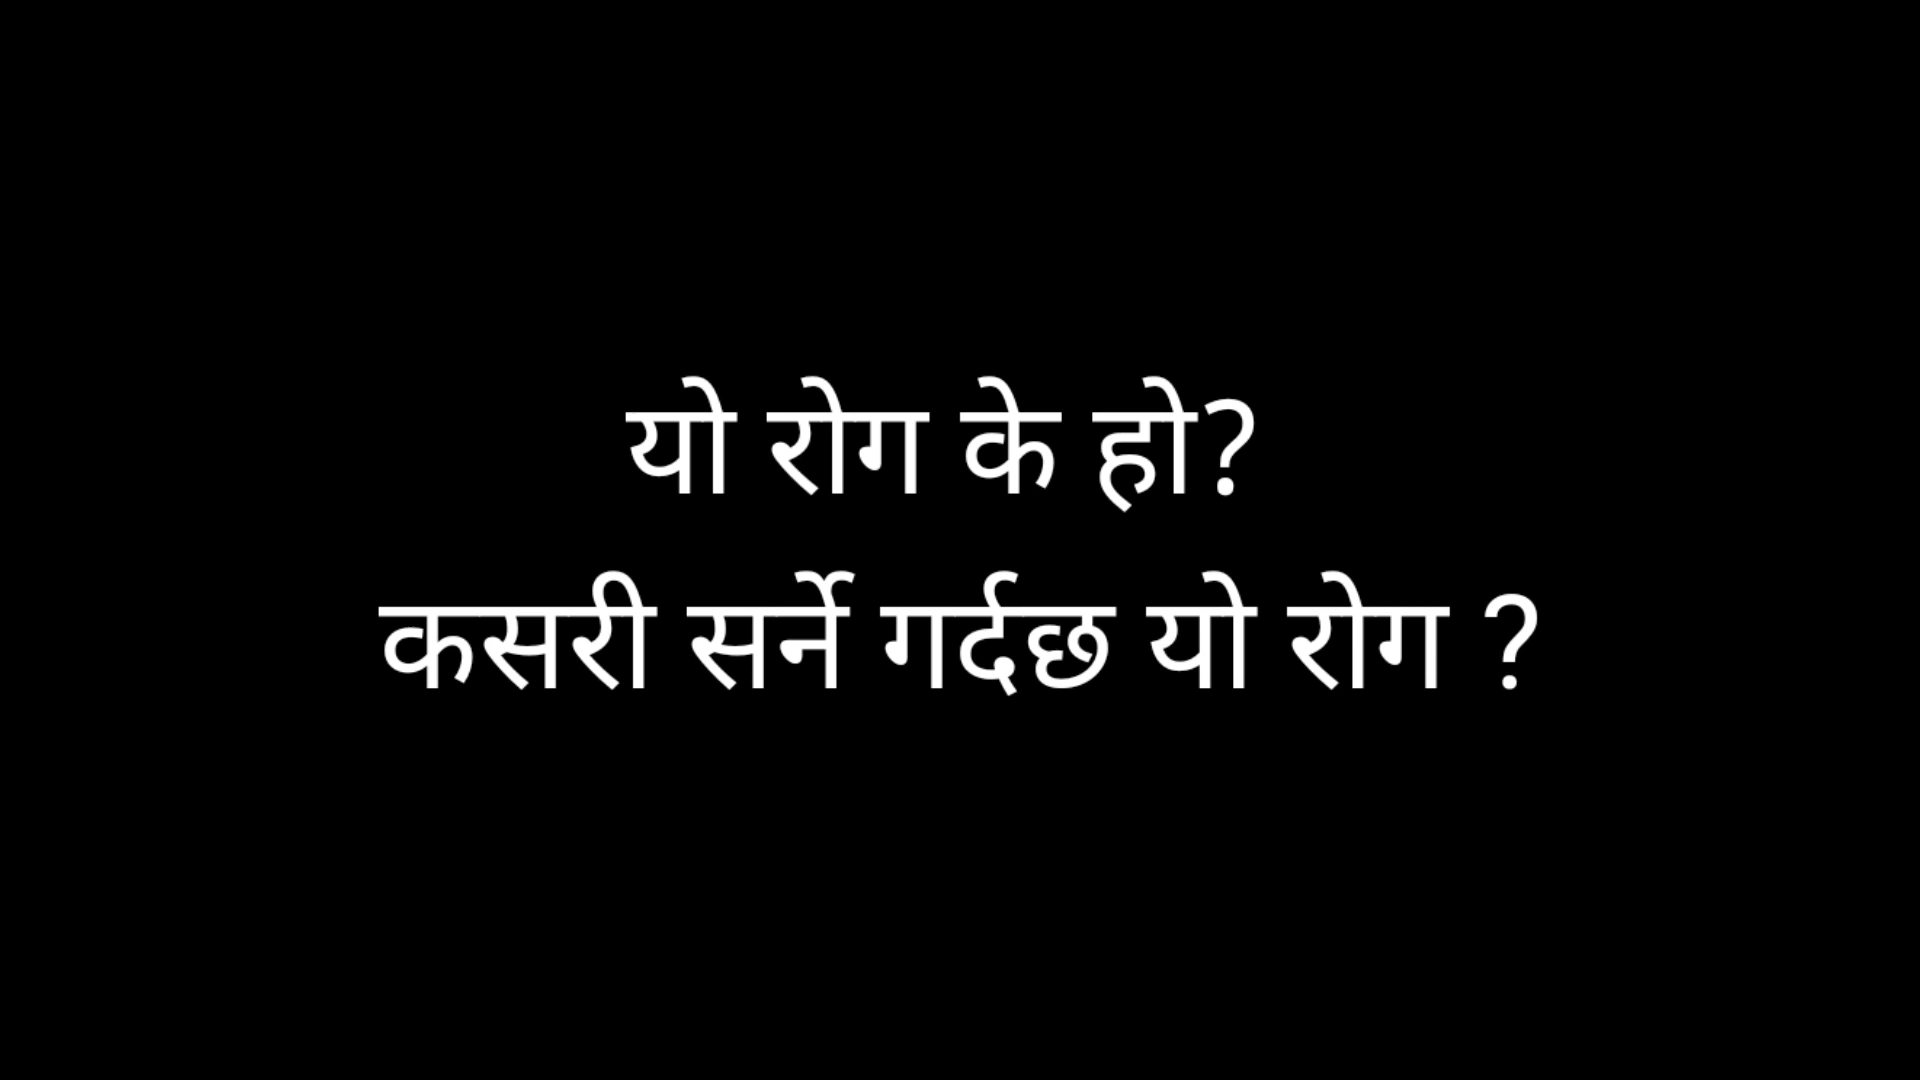 यो रोग के हो?
कसरी सर्ने गर्दछ यो रोग ?